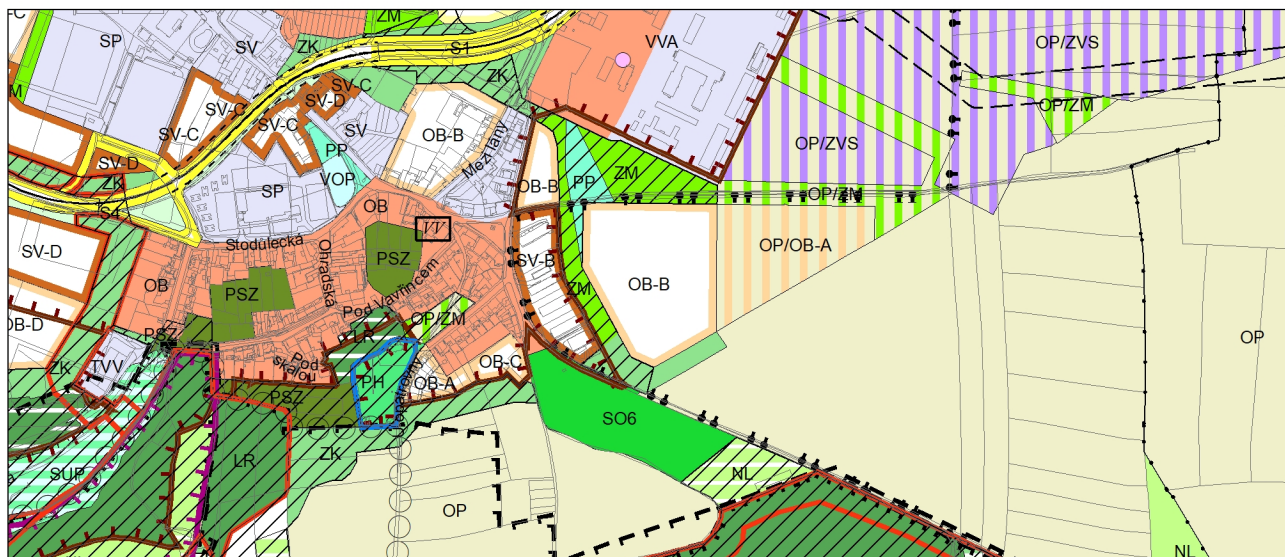 -C
SP
SV
ZK
ZM
S1
ZK
VVA
OP/ZVS
OP/ZM
M
SV-C
SV-C
SV-C
SV-D
SV
OB-B
Mezi lány
OP/ZVS
SV-D
ZK
S4
SP
PP
VOP
OB-B
PP
ZM
OP/ZM
OB
VV
Stodůlecká
Ohradská
PSZ
OP/OB-A
SV-D
OB
PSZ
Pod Vavřincem
SV-B
ZM
OB-B
OB-D
PSZ
OP/ZM
LR
OP
ZK
TVV
Pod
skalou
PH
OB-A
OB-C
PSZ
SO6
SUP
LR
ZK
OP
NL
NL